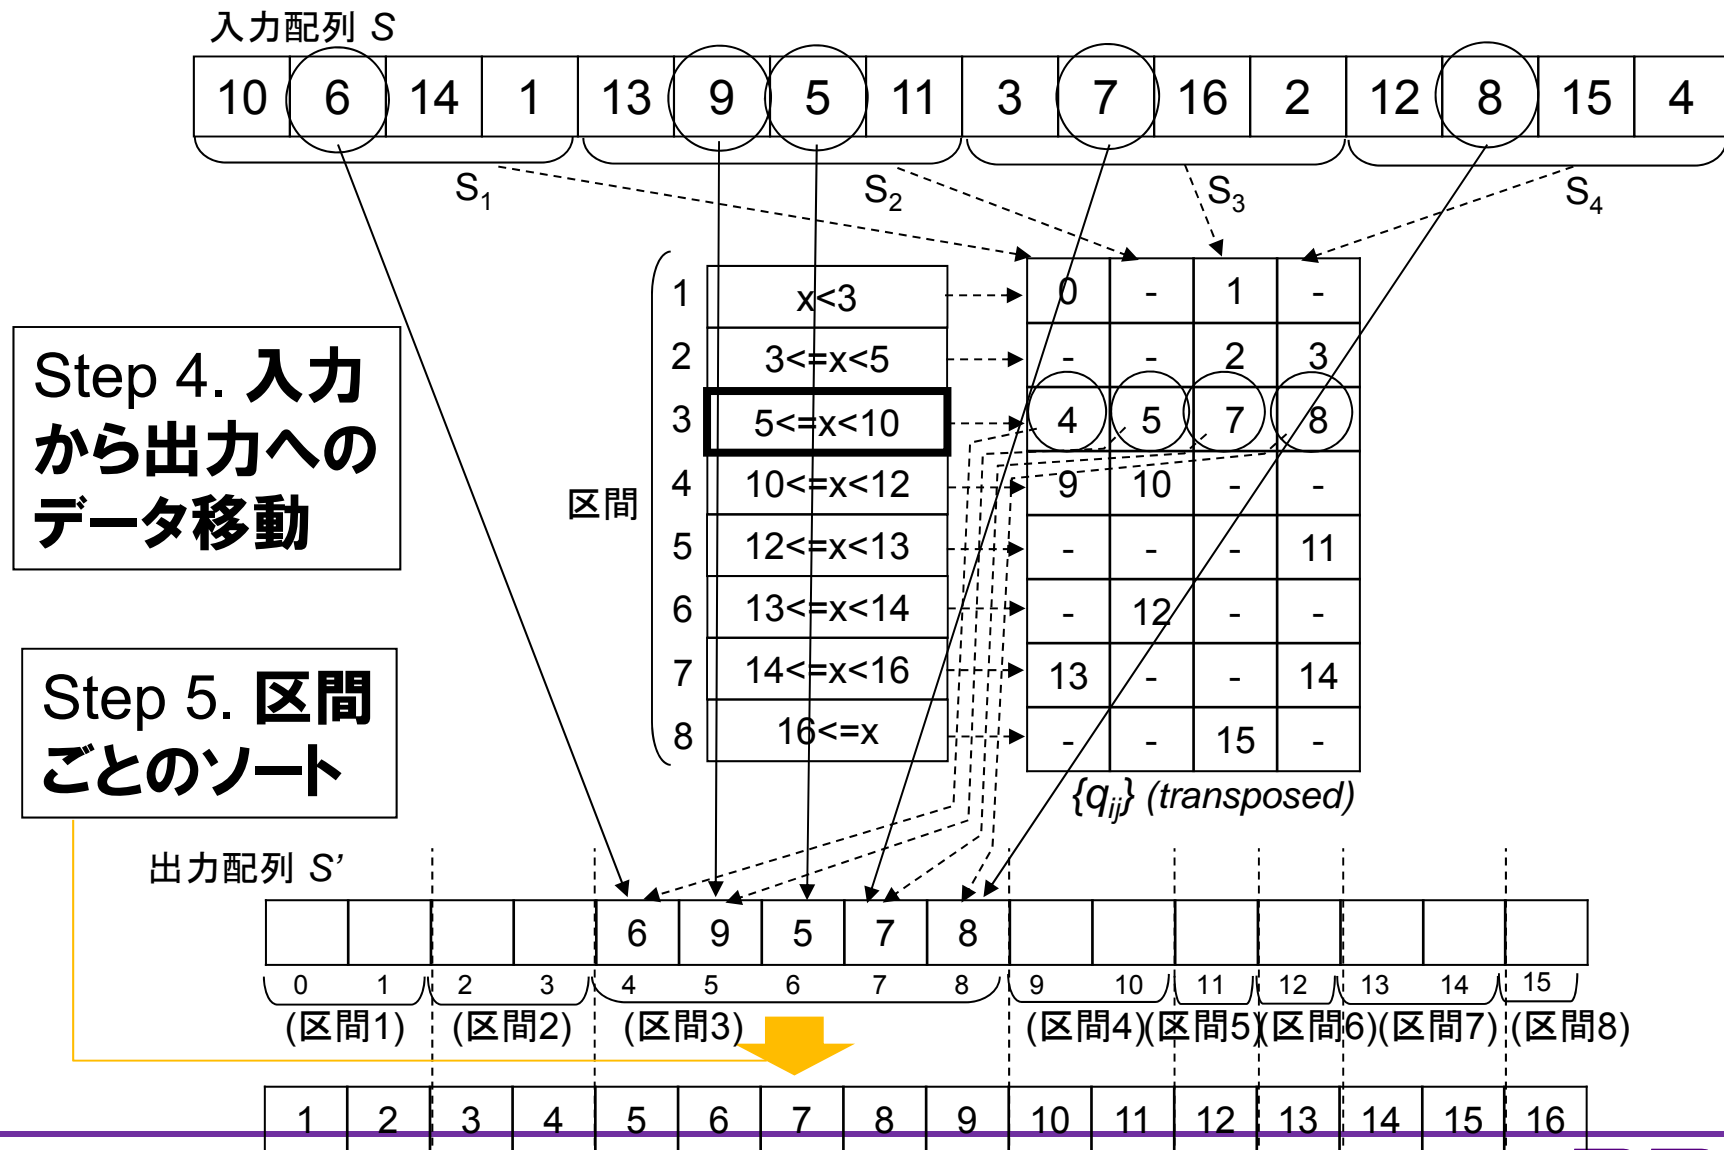 入力配列 S
10 6 14 1 13 9 5 11 3 7 16 2 12 8 15 4
S1 S2 S3 S4
1 x<3 0 - 1 -
2 3<=x<5 - - 2 3
3 5<=x<10 4 5 7 8
4 10<=x<12 9 10 - -
区間
5 12<=x<13 - - - 11
6 13<=x<14 - 12 - -
7 14<=x<16 13 - - 14
8 16<=x - - 15 -
{qij} (transposed)
Step 4. 入力
から出力への
データ移動
Step 5. 区間
ごとのソート
出力配列 S’
6 9 5 7 8
0 1 2 3 4 5 6 7 8 9 10 11 12 13 14 15
(区間1) (区間2) (区間3) (区間4)(区間5)(区間6)(区間7) (区間8)
1 2 3 4 5 6 7 8 9 10 11 12 13 14 15 16